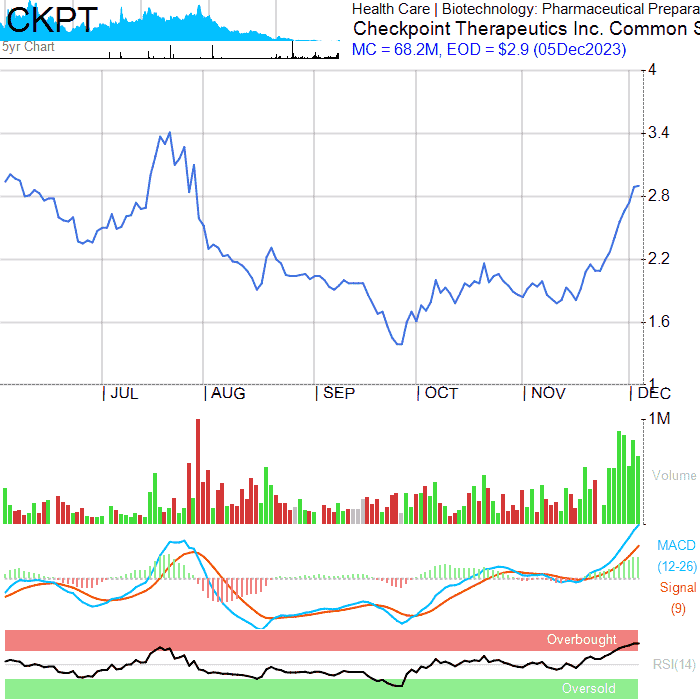 CKPT
5yr Chart
Health Care | Biotechnology: Pharmaceutical Prepara
Checkpoint Therapeutics Inc. Common S
MC = 68.2M, EOD = $2.9 (05Dec2023)
4
3.4
2.8
2.2
1.6
1
JUL AUG SEP OCT NOV DEC
1M
Volume
MACD
(12-26)
Signal
(9)
Overbought
RSI(14)
Oversold